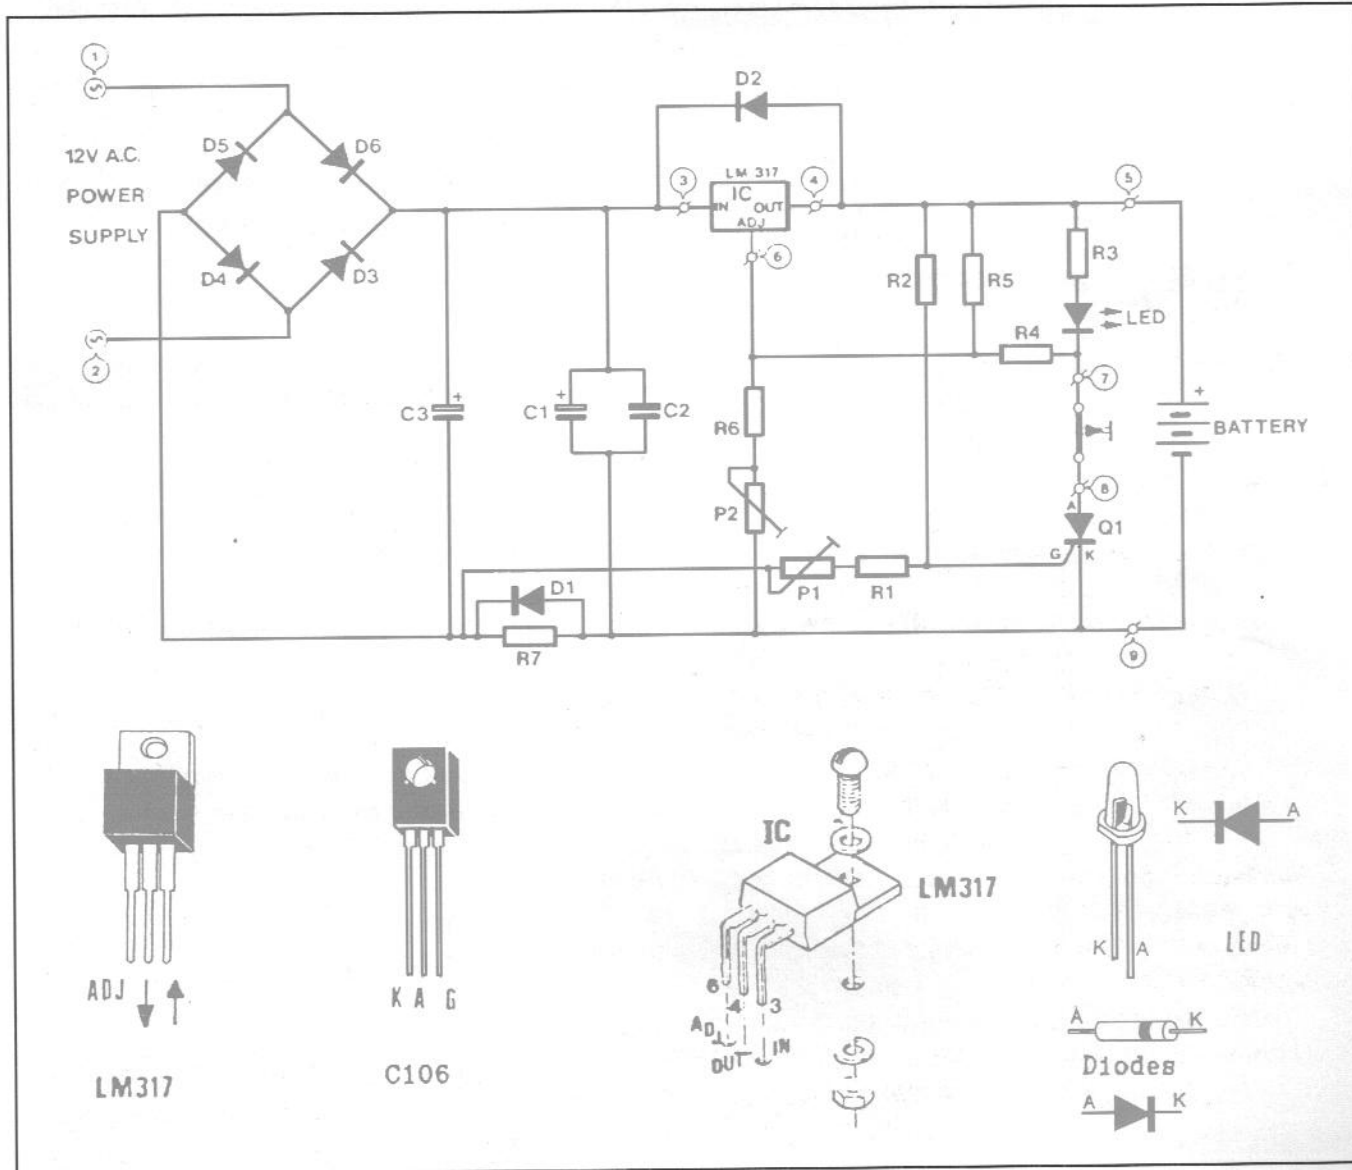 1
D2
D5
D6
12V A.C.
POWER
SUPPLY
3
LM 317
IC
IN
OUT
ADJ
4
5
6
D4
D3
R2
R5
R3
LED
2
R4
7
C3
+
C1
+
C2
R6
+
BATTERY
P2
8
A
Q1
G
K
D1
P1
R1
R7
9
IC
LM317
K
A
K
A
LED
ADJ
K A G
6
4
3
ADJ
OUT
IN
A
K
LM317
C106
Diodes
A
K